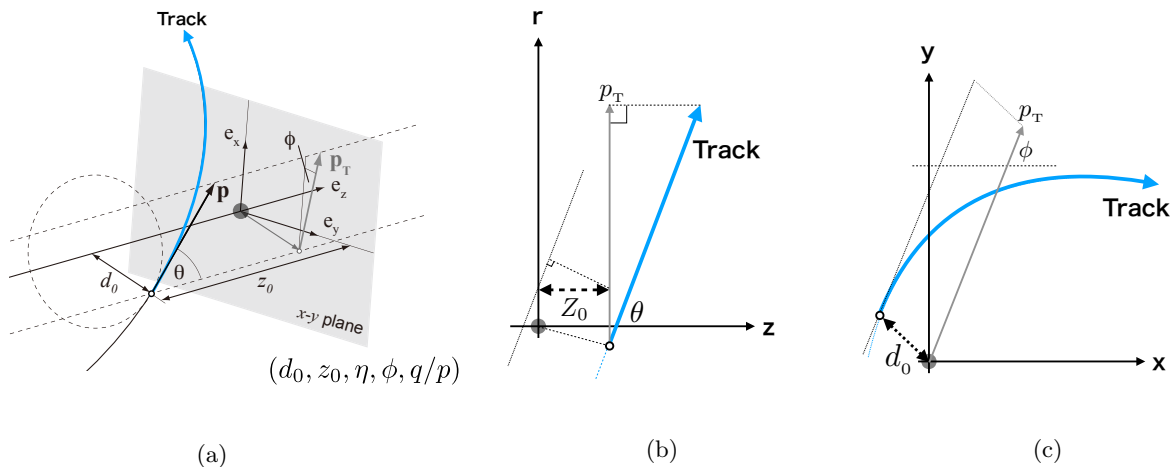 Track
e_x
ϕ
p_T
p
e_z
e_y
θ
d_0
z_0
x-y plane
(d_0, z_0, η, ϕ, q/p)
(a)
r
p_T
Track
Z_0
θ
z
(b)
y
p_T
ϕ
Track
d_0
x
(c)